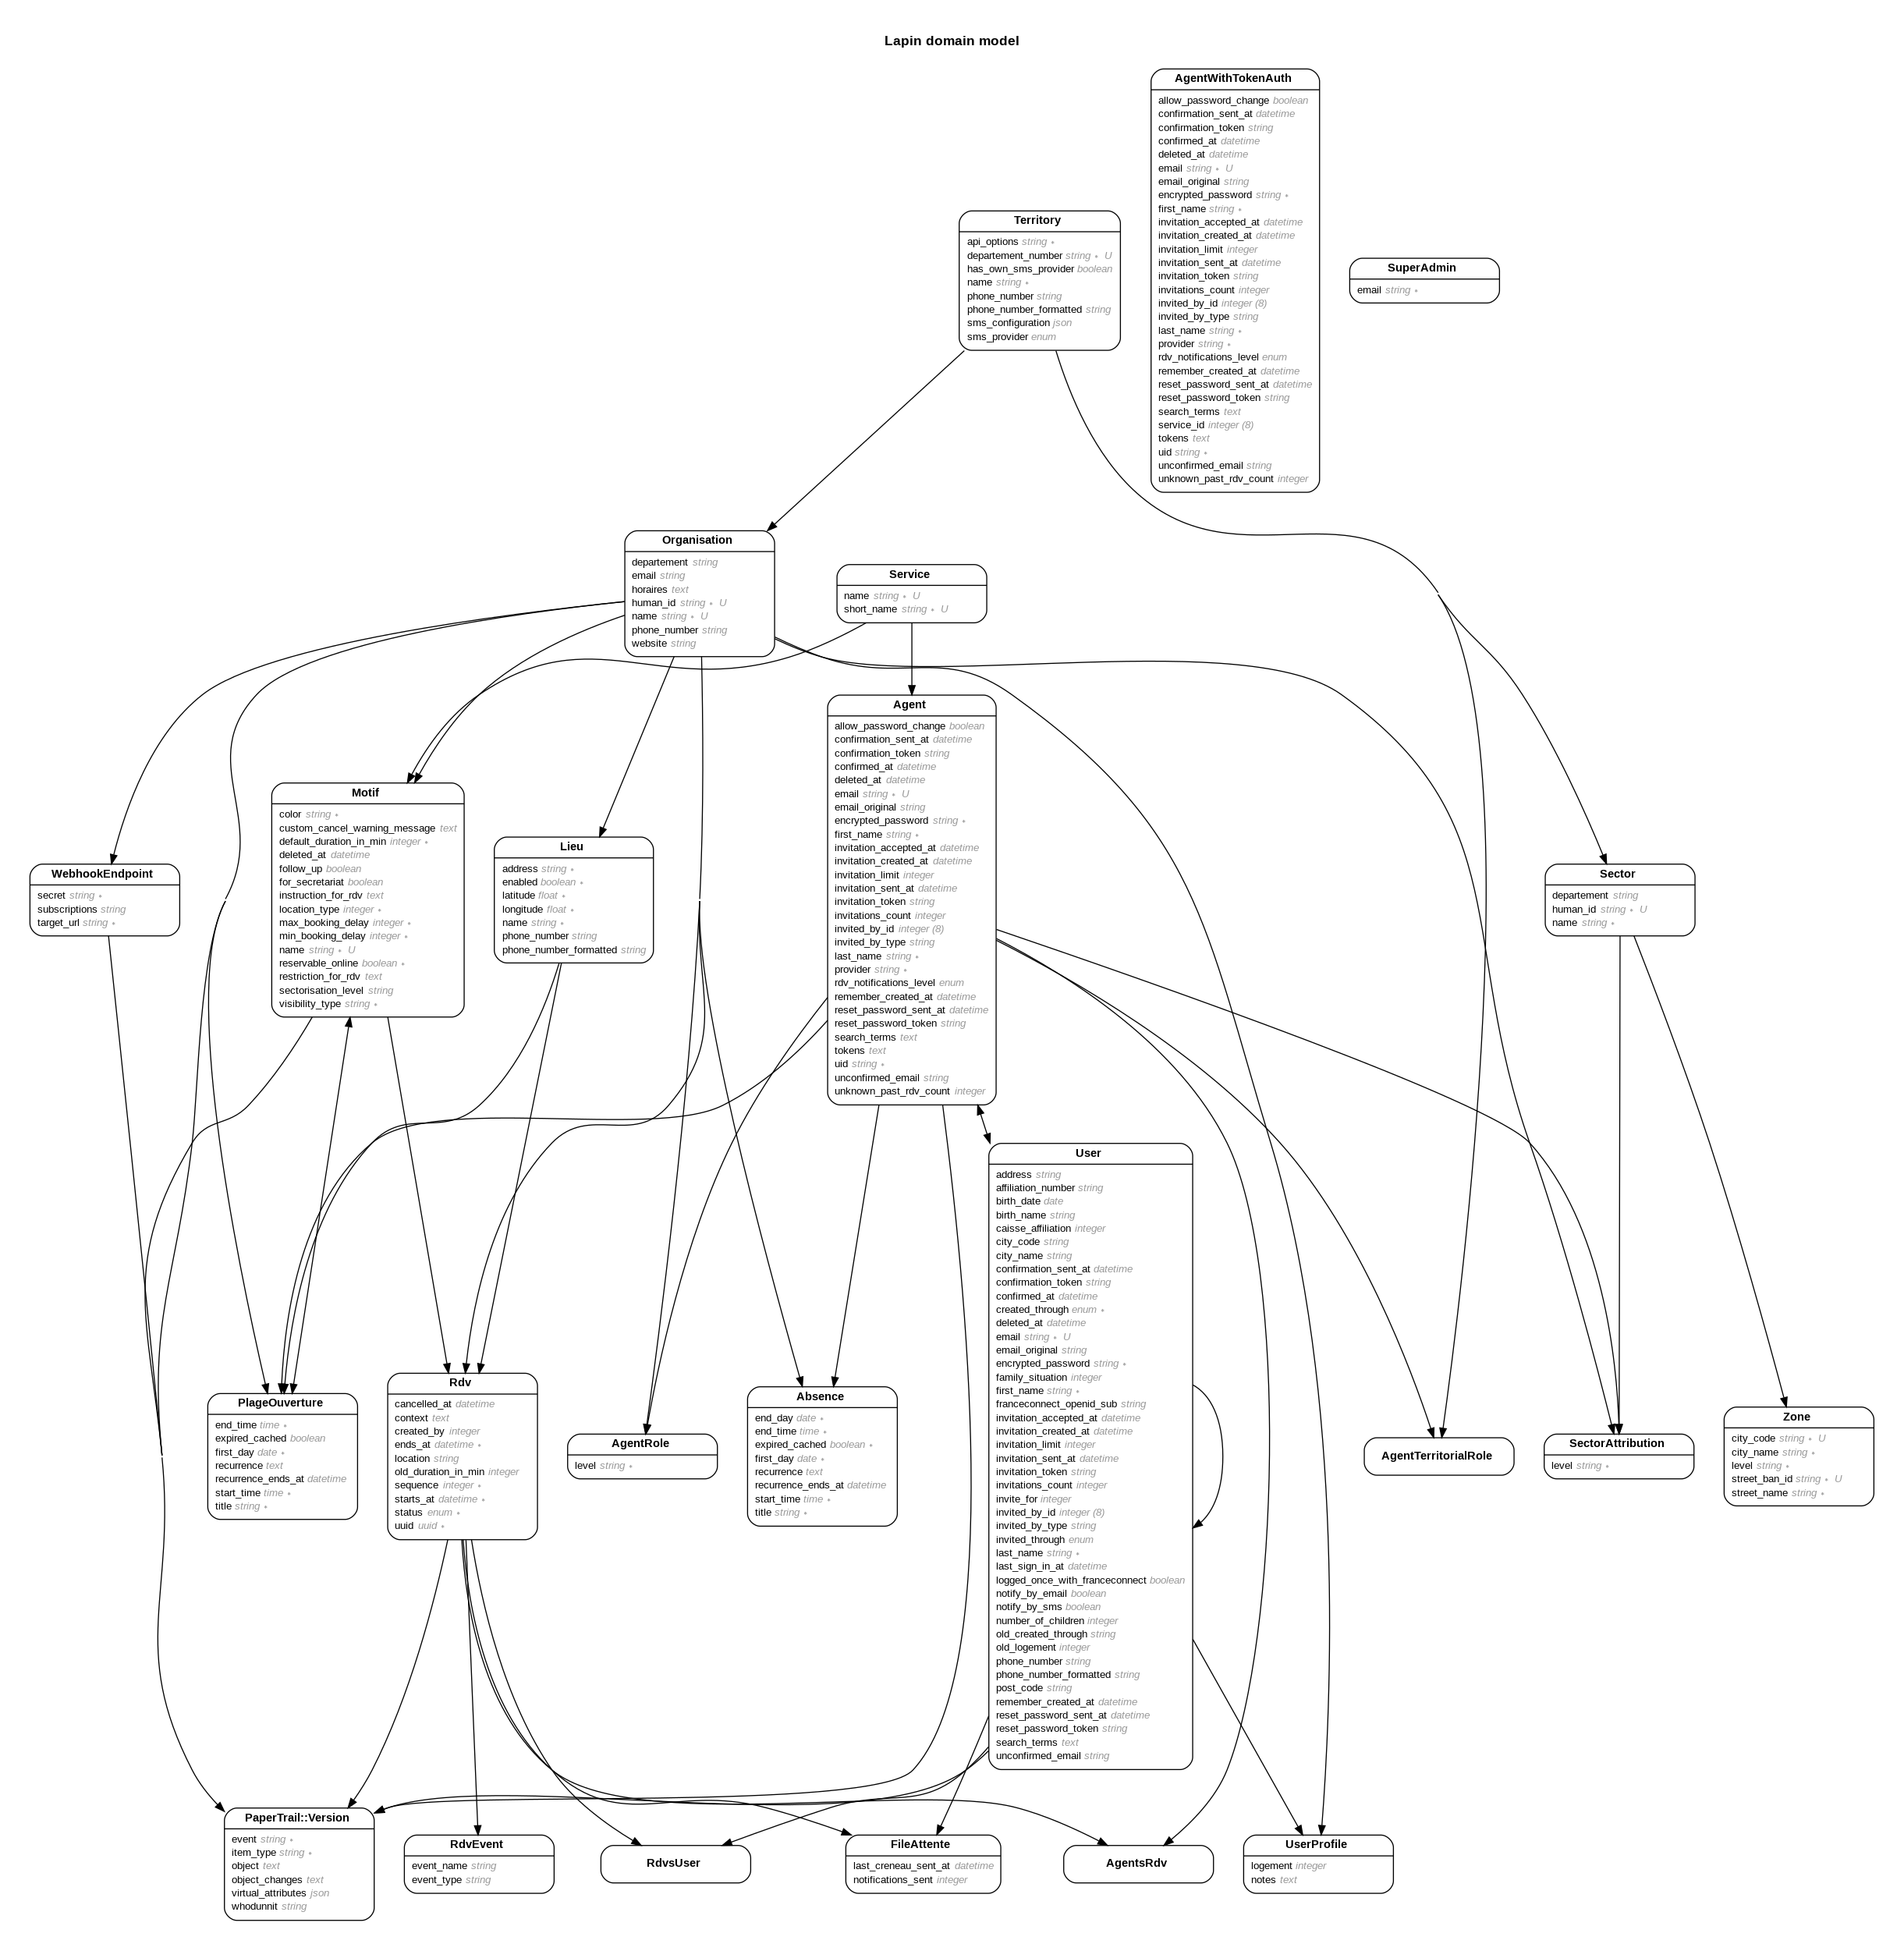 Lapin domain model
AgentWithTokenAuth
allow_password_change boolean
confirmation_sent_at datetime
confirmation_token string
confirmed_at datetime
deleted_at datetime
email string ∗ U
email_original string
encrypted_password string ∗
first_name string ∗
invitation_accepted_at datetime
invitation_created_at datetime
invitation_limit integer
invitation_sent_at datetime
invitation_token string
invitations_count integer
invited_by_id integer (8)
invited_by_type string
last_name string ∗
provider string ∗
rdv_notifications_level enum
remember_created_at datetime
reset_password_sent_at datetime
reset_password_token string
search_terms text
service_id integer (8)
tokens text
uid string ∗
unconfirmed_email string
unknown_past_rdv_count integer
Territory
api_options string ∗
departement_number string ∗ U
has_own_sms_provider boolean
name string ∗
phone_number string
phone_number_formatted string
sms_configuration json
sms_provider enum
SuperAdmin
email string ∗
Organisation
departement string
email string
horaires text
human_id string ∗ U
name string ∗ U
phone_number string
website string
Service
name string ∗ U
short_name string ∗ U
Agent
allow_password_change boolean
confirmation_sent_at datetime
confirmation_token string
confirmed_at datetime
deleted_at datetime
email string ∗ U
email_original string
encrypted_password string ∗
first_name string ∗
invitation_accepted_at datetime
invitation_created_at datetime
invitation_limit integer
invitation_sent_at datetime
invitation_token string
invitations_count integer
invited_by_id integer (8)
invited_by_type string
last_name string ∗
provider string ∗
rdv_notifications_level enum
remember_created_at datetime
reset_password_sent_at datetime
reset_password_token string
search_terms text
tokens text
uid string ∗
unconfirmed_email string
unknown_past_rdv_count integer
Motif
color string ∗
custom_cancel_warning_message text
default_duration_in_min integer ∗
deleted_at datetime
follow_up boolean
for_secretariat boolean
instruction_for_rdv text
location_type integer ∗
max_booking_delay integer ∗
min_booking_delay integer ∗
name string ∗ U
reservable_online boolean ∗
restriction_for_rdv text
sectorisation_level string
visibility_type string ∗
Lieu
address string ∗
enabled boolean ∗
latitude float ∗
longitude float ∗
name string ∗
phone_number string
phone_number_formatted string
WebhookEndpoint
secret string ∗
subscriptions string
target_url string ∗
Sector
departement string
human_id string ∗ U
name string ∗
User
address string
affiliation_number string
birth_date date
birth_name string
caisse_affiliation integer
city_code string
city_name string
confirmation_sent_at datetime
confirmation_token string
confirmed_at datetime
created_through enum ∗
deleted_at datetime
email string ∗ U
email_original string
encrypted_password string ∗
family_situation integer
first_name string ∗
franceconnect_openid_sub string
invitation_accepted_at datetime
invitation_created_at datetime
invitation_limit integer
invitation_sent_at datetime
invitation_token string
invitations_count integer
invite_for integer
invited_by_id integer (8)
invited_by_type string
invited_through enum
last_name string ∗
last_sign_in_at datetime
logged_once_with_franceconnect boolean
notify_by_email boolean
notify_by_sms boolean
number_of_children integer
old_created_through string
old_logement integer
phone_number string
phone_number_formatted string
post_code string
remember_created_at datetime
reset_password_sent_at datetime
reset_password_token string
search_terms text
unconfirmed_email string
PlageOuverture
end_time time ∗
expired_cached boolean
first_day date ∗
recurrence text
recurrence_ends_at datetime
start_time time ∗
title string ∗
Rdv
cancelled_at datetime
context text
created_by integer
ends_at datetime ∗
location string
old_duration_in_min integer
sequence integer ∗
starts_at datetime ∗
status enum ∗
uuid uuid ∗
AgentRole
level string ∗
Absence
end_day date ∗
end_time time ∗
expired_cached boolean ∗
first_day date ∗
recurrence text
recurrence_ends_at datetime
start_time time ∗
title string ∗
AgentTerritorialRole
SectorAttribution
level string ∗
Zone
city_code string ∗ U
city_name string ∗
level string ∗
street_ban_id string ∗ U
street_name string ∗
PaperTrail::Version
event string ∗
item_type string ∗
object text
object_changes text
virtual_attributes json
whodunnit string
RdvEvent
event_name string
event_type string
RdvsUser
FileAttente
last_creneau_sent_at datetime
notifications_sent integer
AgentsRdv
UserProfile
logement integer
notes text